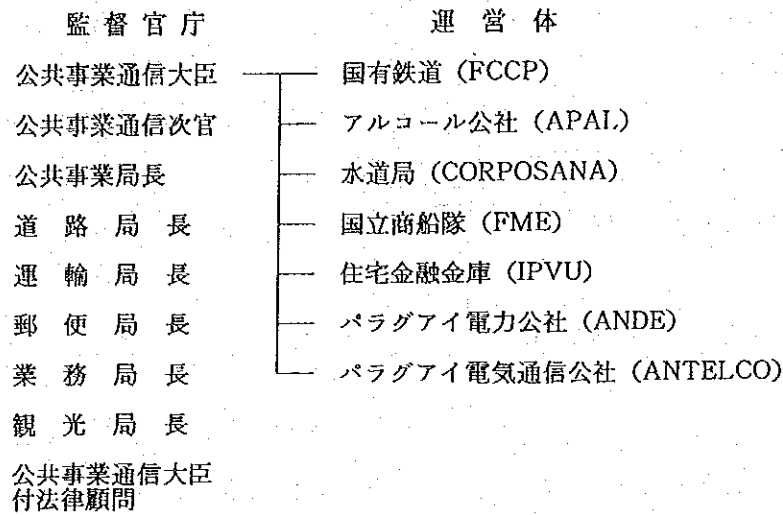 監督官庁 運営体
公共事業通信大臣 国有鉄道 (FCCP)
公共事業通信次官 アルコール公社 (APAL)
公共事業局長 水道局 (CORPOSANA)
道路局長 国立商船隊 (FME)
運輸局長 住宅金融金庫 (IPVU)
郵便局長 パラグアイ電力公社 (ANDE)
業務局長 パラグアイ電気通信公社 (ANTELCO)
観光局長
公共事業通信大臣
付法律顧問